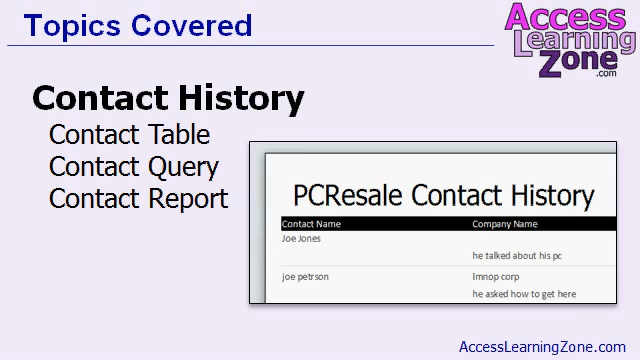 Topics Covered
Access
Learning
Zone
.com
Contact History
Contact Table
Contact Query
Contact Report
PCResale Contact History
Contact Name Company Name
Joe Jones
he talked about his pc
joe petrson lmnop corp
he asked how to get here
AccessLearningZone.com